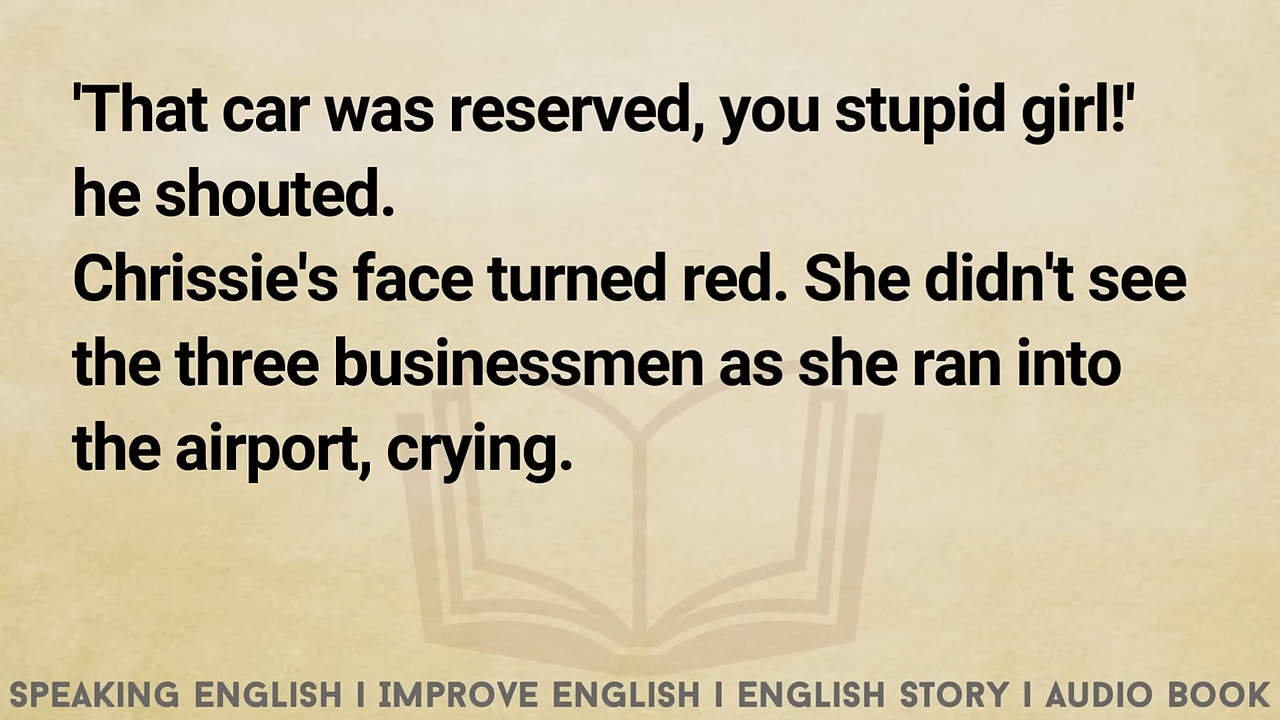 'That car was reserved, you stupid girl!'
he shouted.
Chrissie's face turned red. She didn't see
the three businessmen as she ran into
the airport, crying.
SPEAKING ENGLISH | IMPROVE ENGLISH | ENGLISH STORY | AUDIO BOOK